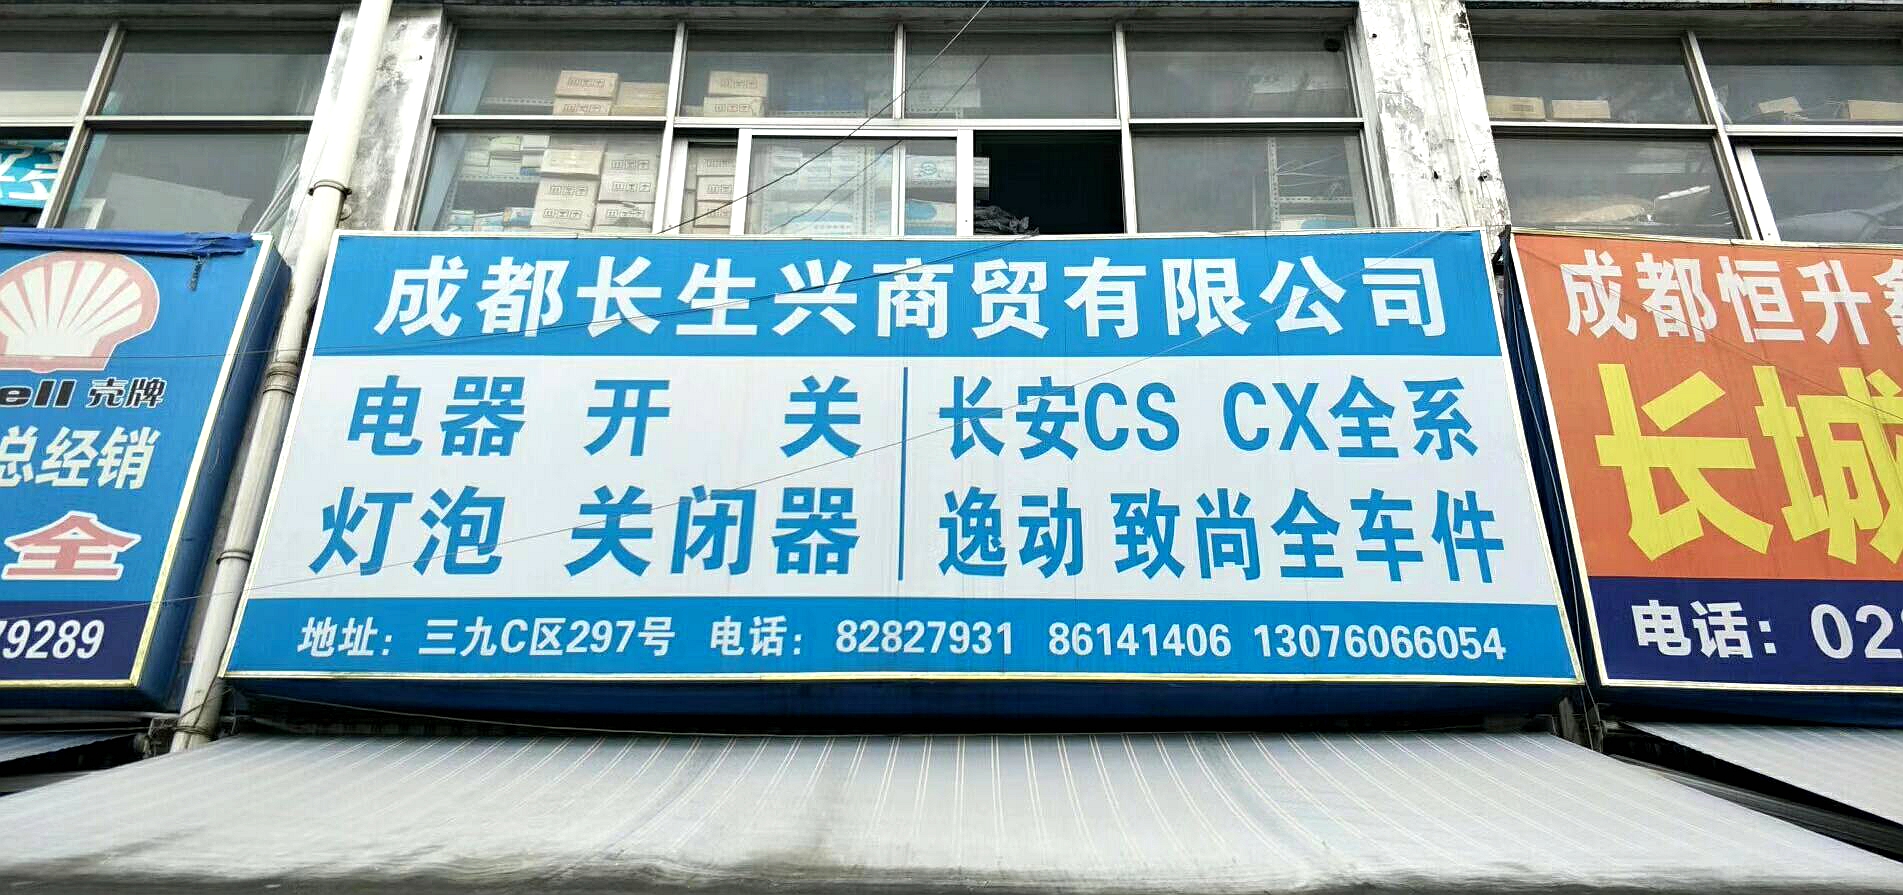 成都长生兴商贸有限公司
电器 开 关
灯泡 关闭器
长安CS CX全系
逸动 致尚全车件
地址：三九C区297号 电话：82827931 86141406 13076066054
ell 壳牌
总经销
全
79289
成都恒升
长城
电话：02